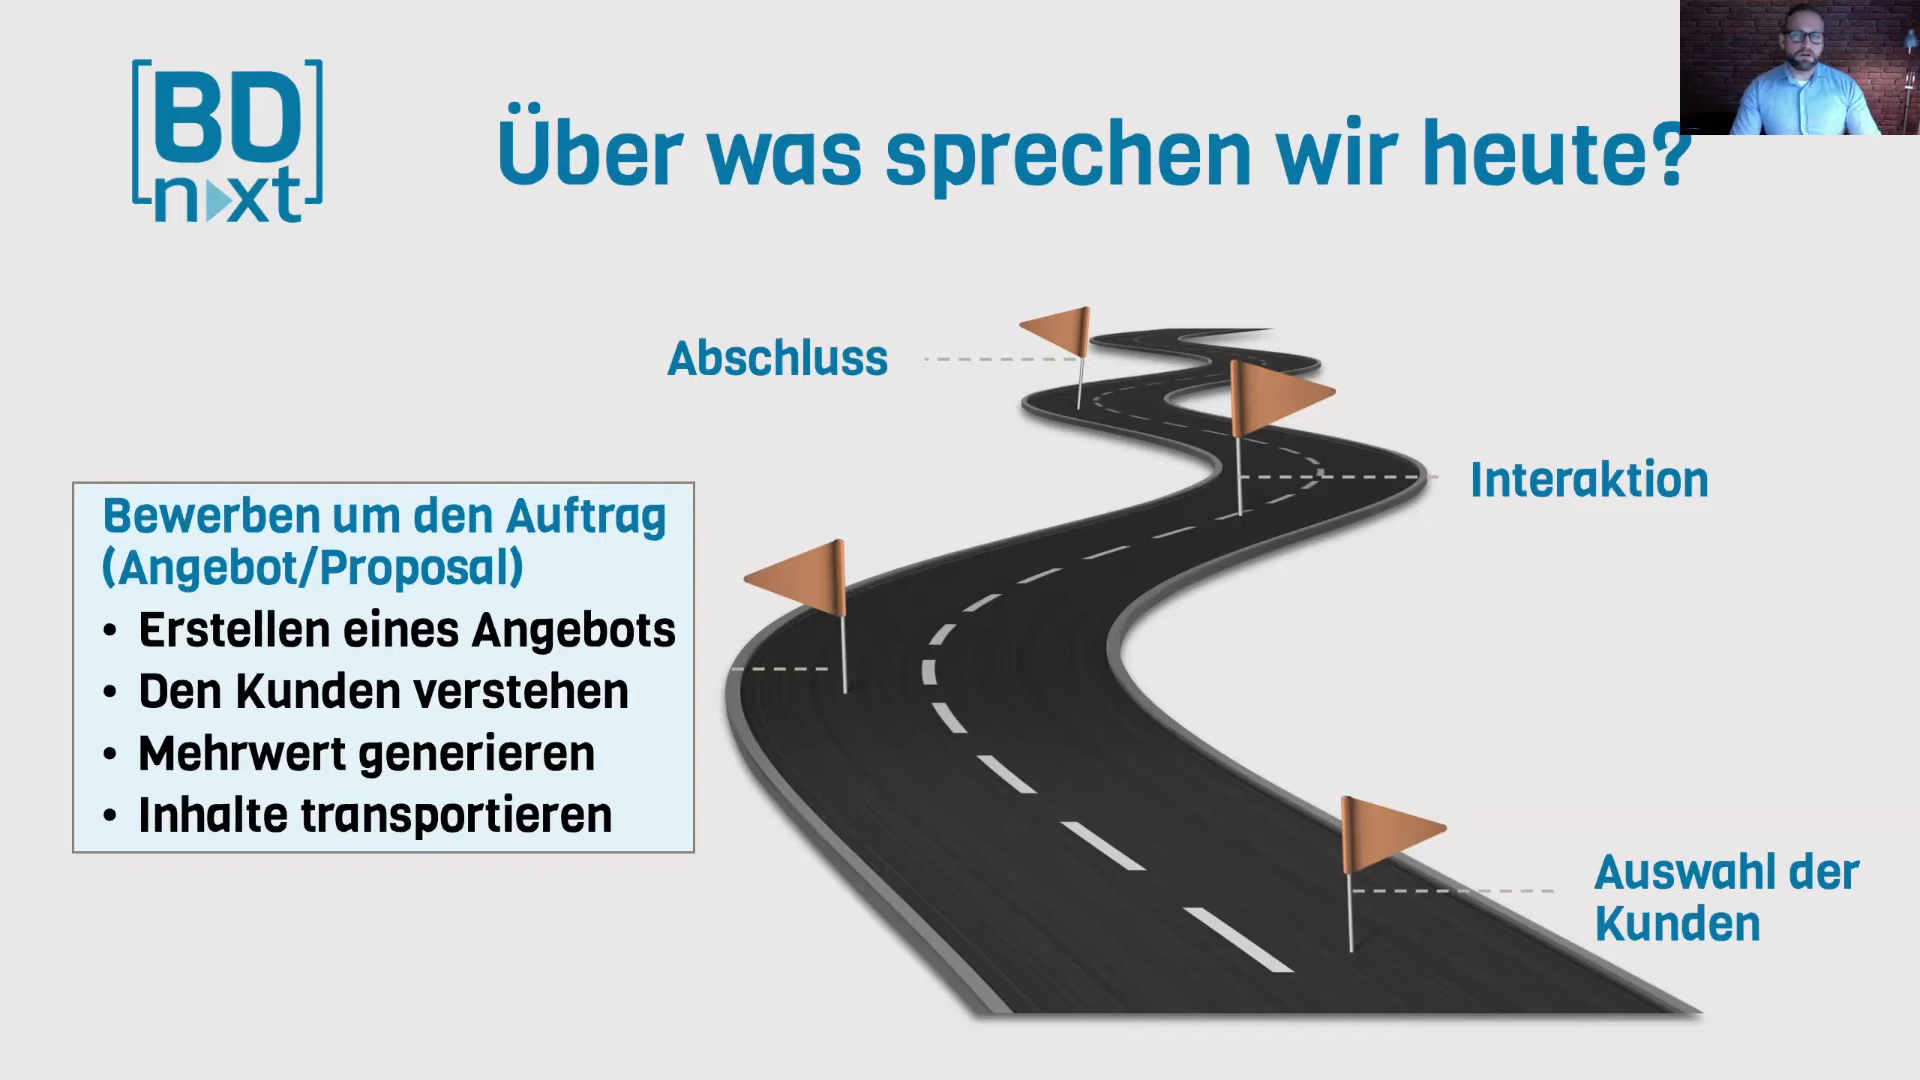 BD
n xt
Über was sprechen wir heute?
Abschluss
Interaktion
Bewerben um den Auftrag
(Angebot/Proposal)
• Erstellen eines Angebots
• Den Kunden verstehen
• Mehrwert generieren
• Inhalte transportieren
Auswahl der
Kunden